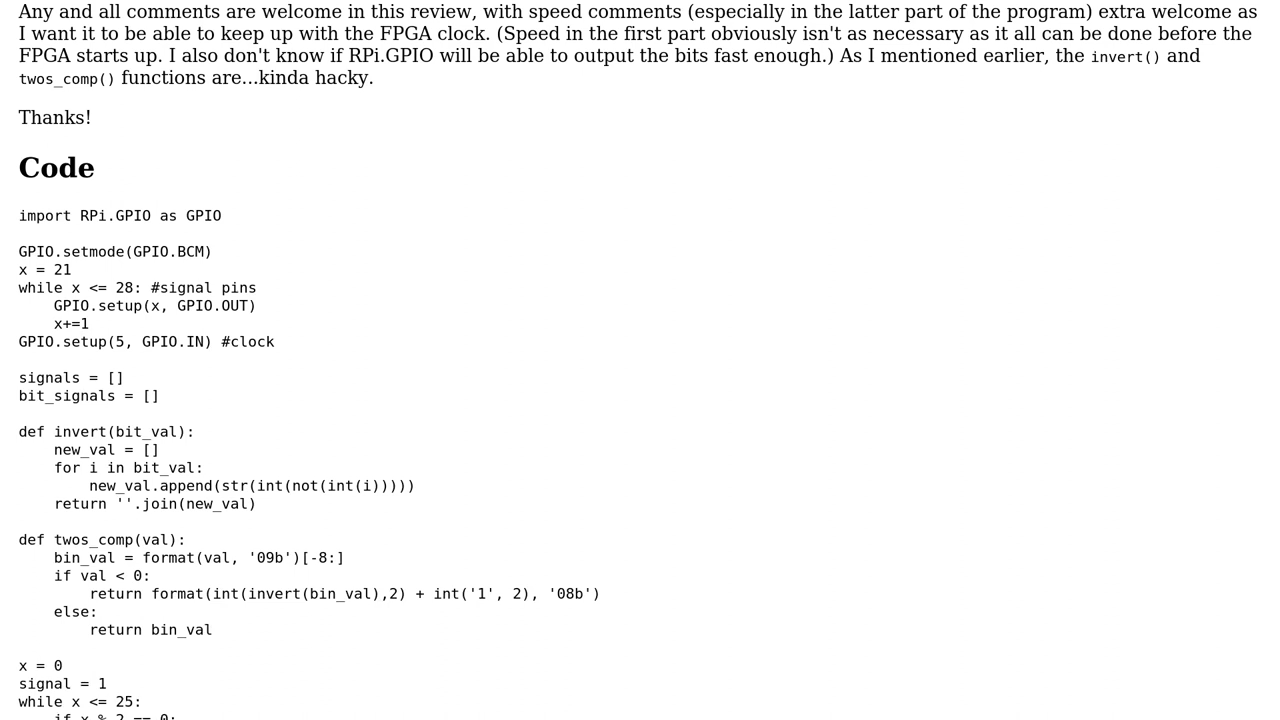 Any and all comments are welcome in this review, with speed comments (especially in the latter part of the program) extra welcome as
I want it to be able to keep up with the FPGA clock. (Speed in the first part obviously isn't as necessary as it all can be done before the
FPGA starts up. I also don't know if RPi.GPIO will be able to output the bits fast enough.) As I mentioned earlier, the invert() and
twos_comp() functions are...kinda hacky.
Thanks!
Code
import RPi.GPIO as GPIO
GPIO.setmode(GPIO.BCM)
x = 21
while x <= 28: #signal pins
    GPIO.setup(x, GPIO.OUT)
    x+=1
GPIO.setup(5, GPIO.IN) #clock
signals = []
bit_signals = []
def invert(bit_val):
    new_val = []
    for i in bit_val:
        new_val.append(str(int(not(int(i)))))
    return ''.join(new_val)
def twos_comp(val):
    bin_val = format(val, '09b')[-8:]
    if val < 0:
        return format(int(invert(bin_val),2) + int('1', 2), '08b')
    else:
        return bin_val
x = 0
signal = 1
while x <= 25:
    if x % 2 == 0: